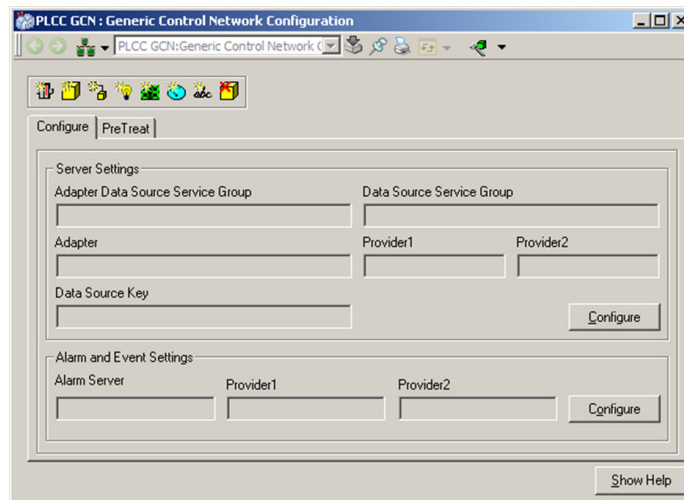 PLCC GCN : Generic Control Network Configuration
PLCC GCN:Generic Control Network (
abc
Configure PreTreat
Server Settings
Adapter Data Source Service Group Data Source Service Group
Adapter Provider1 Provider2
Data Source Key
Configure
Alarm and Event Settings
Alarm Server Provider1 Provider2
Configure
Show Help